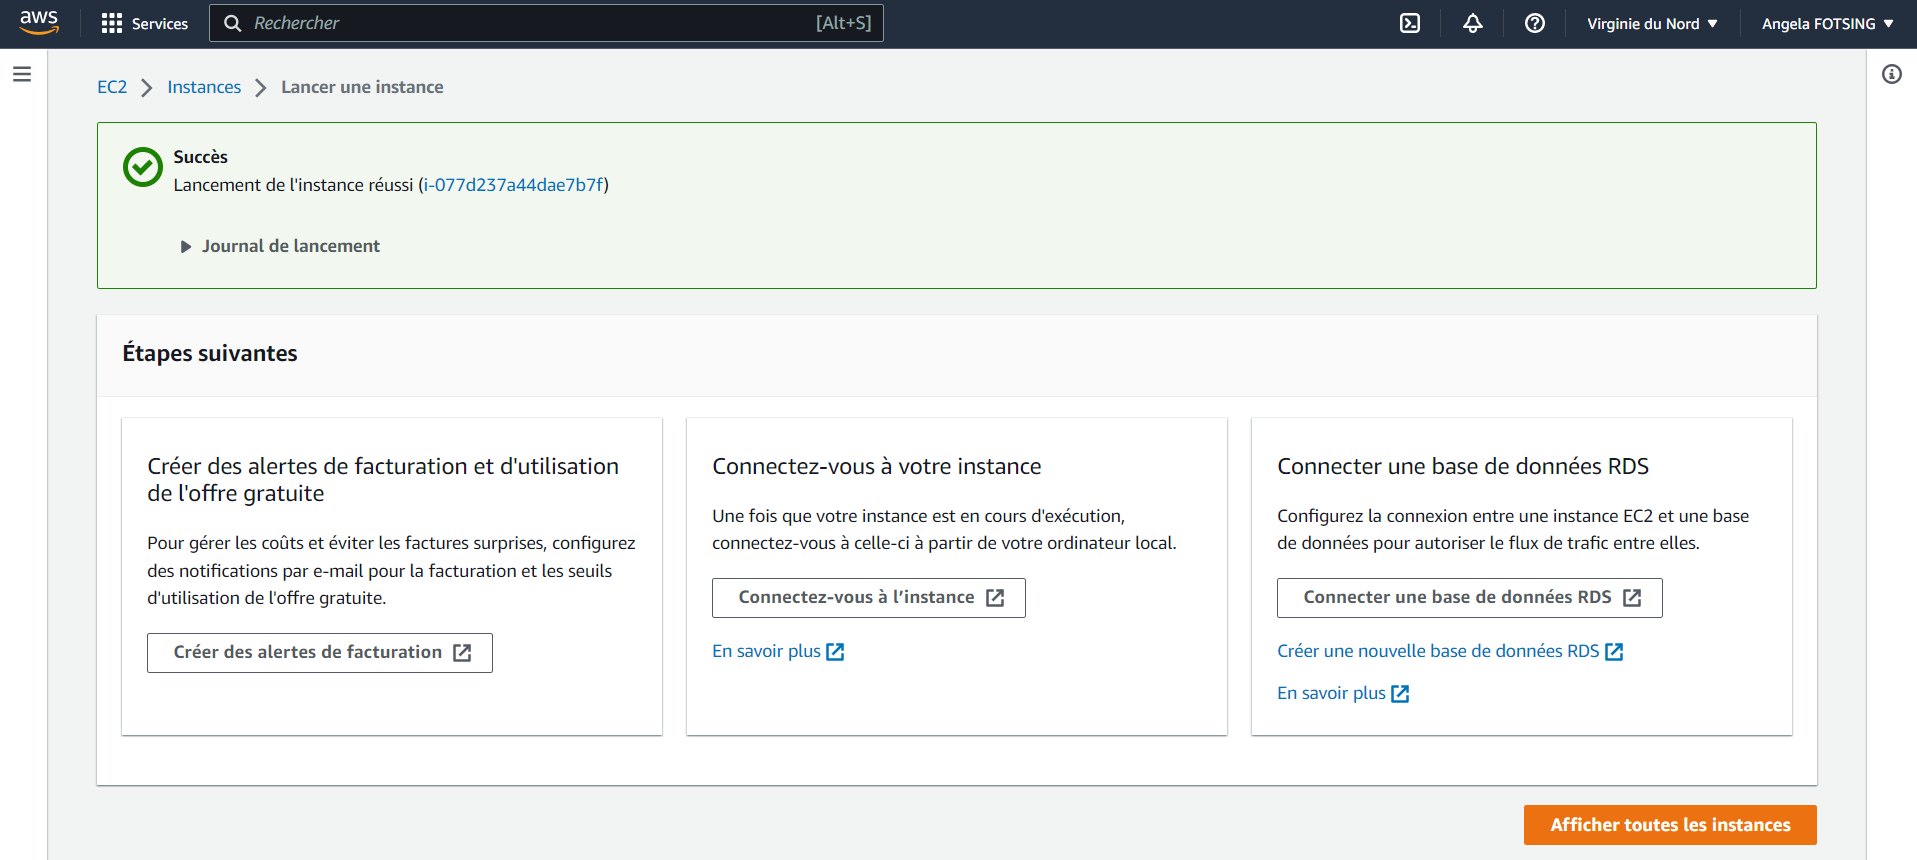 aws
Services
Rechercher
[Alt+S]
Virginie du Nord
Angela FOTSING
EC2
Instances
Lancer une instance
Succès
Lancement de l'instance réussi (i-077d237a44dae7b7f)
Journal de lancement
Étapes suivantes
Créer des alertes de facturation et d'utilisation
de l'offre gratuite
Pour gérer les coûts et éviter les factures surprises, configurez
des notifications par e-mail pour la facturation et les seuils
d'utilisation de l'offre gratuite.
Créer des alertes de facturation
Connectez-vous à votre instance
Une fois que votre instance est en cours d'exécution,
connectez-vous à celle-ci à partir de votre ordinateur local.
Connectez-vous à l’instance
En savoir plus
Connecter une base de données RDS
Configurez la connexion entre une instance EC2 et une base
de données pour autoriser le flux de trafic entre elles.
Connecter une base de données RDS
Créer une nouvelle base de données RDS
En savoir plus
Afficher toutes les instances